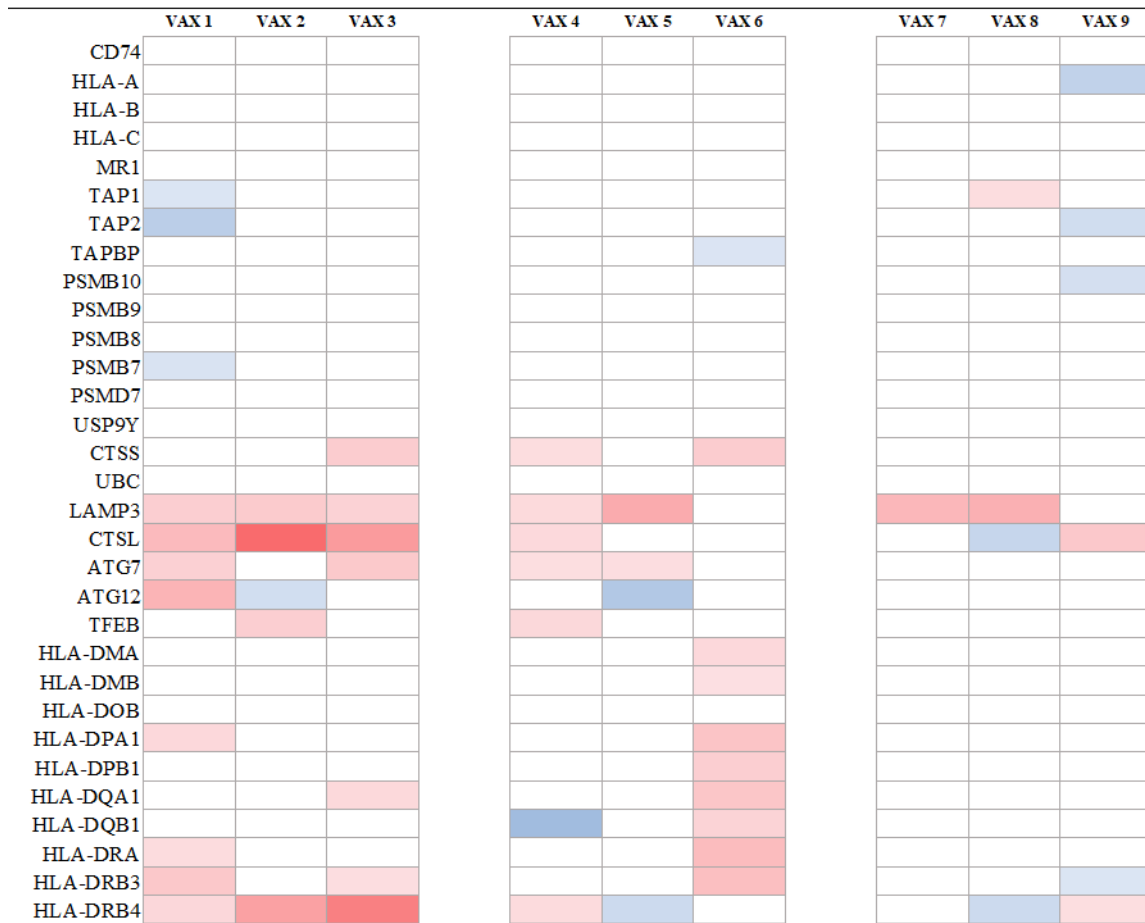 VAX 1 VAX 2 VAX 3 VAX 4 VAX 5 VAX 6 VAX 7 VAX 8 VAX 9
CD74
HLA-A
HLA-B
HLA-C
MR1
TAP1
TAP2
TAPBP
PSMB10
PSMB9
PSMB8
PSMB7
PSMD7
USP9Y
CTSS
UBC
LAMP3
CTSL
ATG7
ATG12
TFEB
HLA-DMA
HLA-DMB
HLA-DOB
HLA-DPA1
HLA-DPB1
HLA-DQA1
HLA-DQB1
HLA-DRA
HLA-DRB3
HLA-DRB4